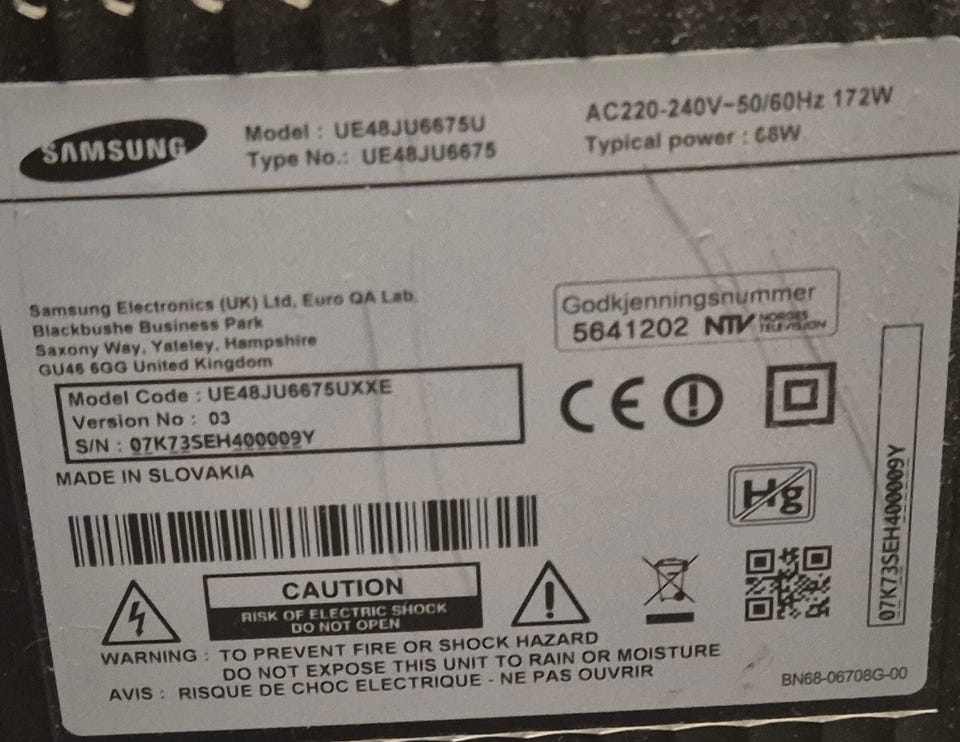 SAMSUNG
Model : UE48JU6675U
Type No.: UE48JU6675
AC220-240V~50/60Hz 172W
Typical power : 68W
Samsung Electronics (UK) Ltd, Euro QA Lab.
Blackbushe Business Park
Saxony Way, Yateley, Hampshire
GU46 6GG United Kingdom
Godkjenningsnummer
5641202 NTV NORGES TELEVISION
Model Code : UE48JU6675UXXE
Version No : 03
S/N : 07K73SEH400009Y
MADE IN SLOVAKIA
CE
Hg
07K73SEH400009Y
CAUTION
RISK OF ELECTRIC SHOCK
DO NOT OPEN
WARNING : TO PREVENT FIRE OR SHOCK HAZARD
DO NOT EXPOSE THIS UNIT TO RAIN OR MOISTURE
AVIS : RISQUE DE CHOC ELECTRIQUE - NE PAS OUVRIR
BN68-06708G-00